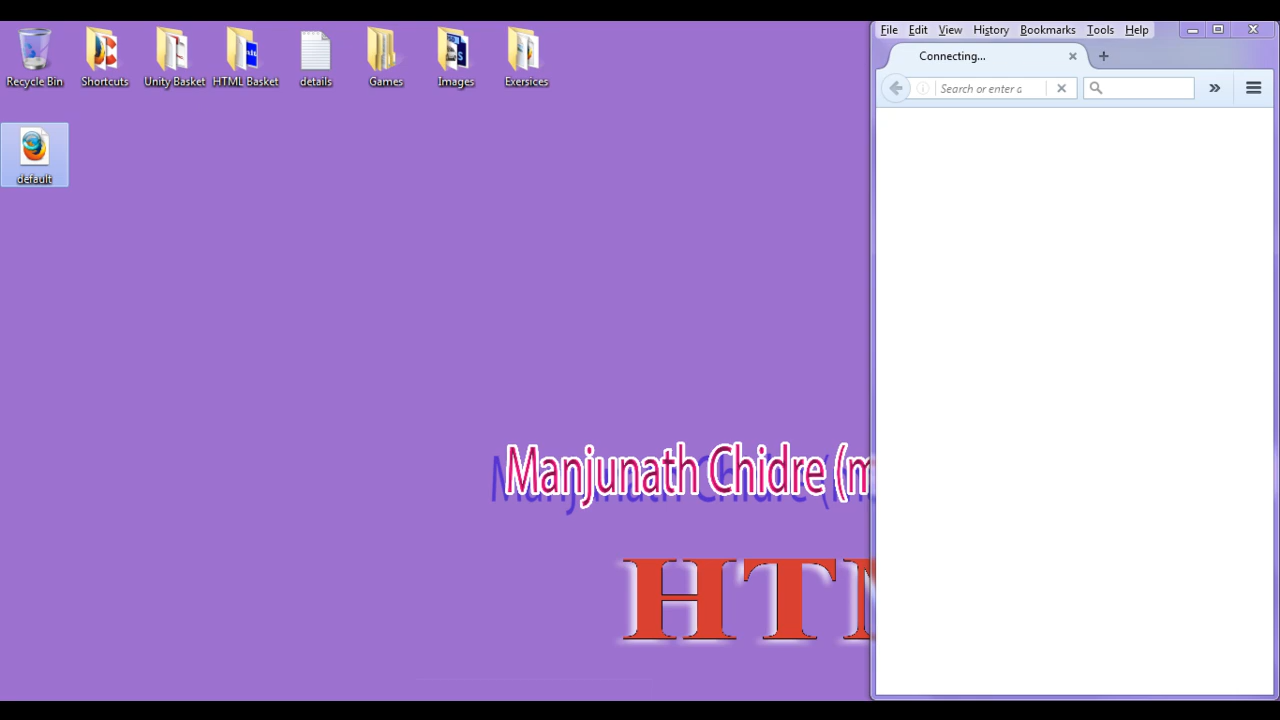 File Edit View History Bookmarks Tools Help
Connecting...
Search or enter a
Recycle Bin Shortcuts Unity Basket HTML Basket details Games Images Exersices
default
Manjunath Chidre (m
HTM